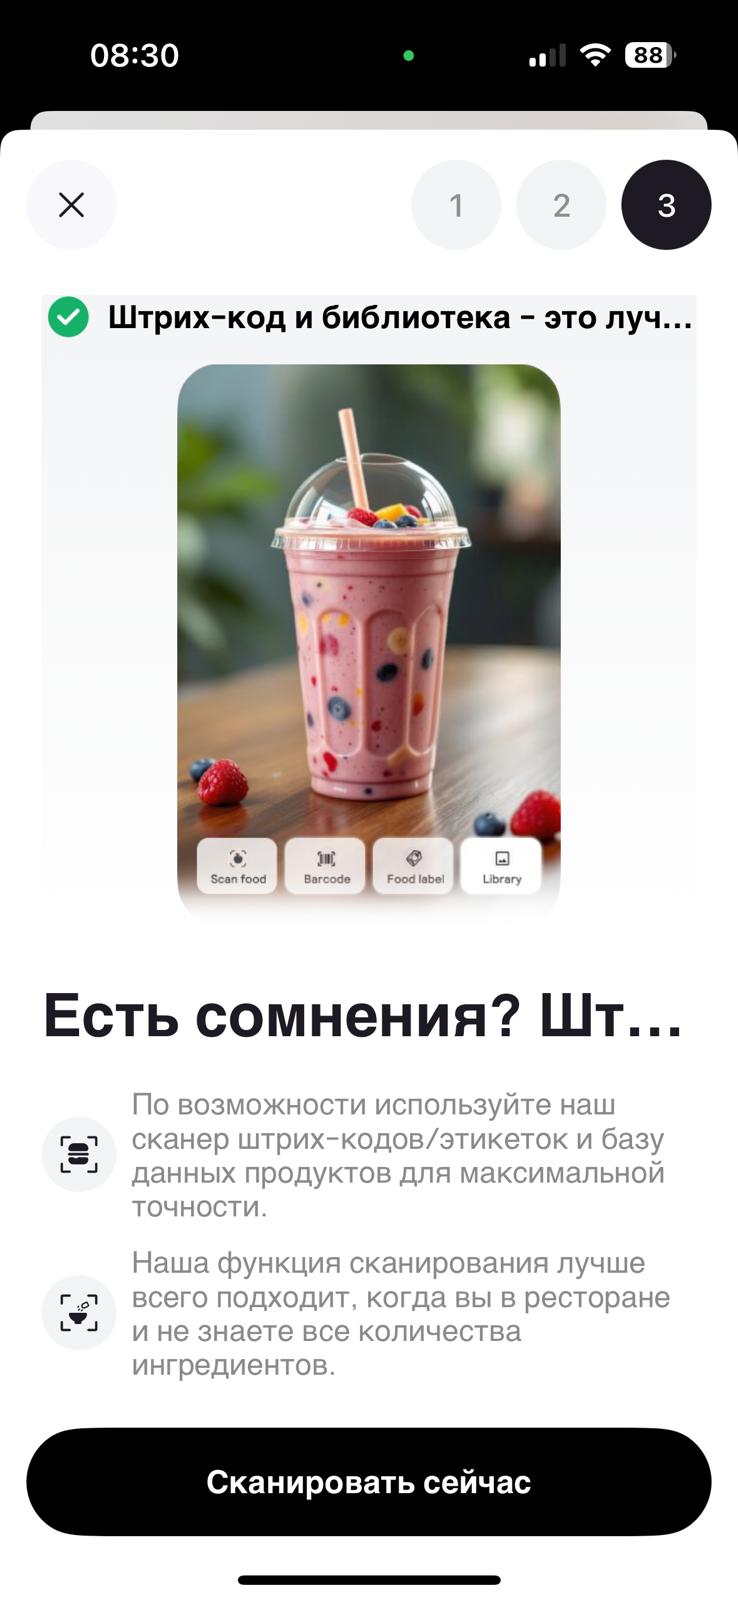 08:30
88
1
2
3
Штрих-код и библиотека - это луч...
Scan food
Barcode
Food label
Library
Есть сомнения? Шт...
По возможности используйте наш
сканер штрих-кодов/этикеток и базу
данных продуктов для максимальной
точности.
Наша функция сканирования лучше
всего подходит, когда вы в ресторане
и не знаете все количества
ингредиентов.
Сканировать сейчас